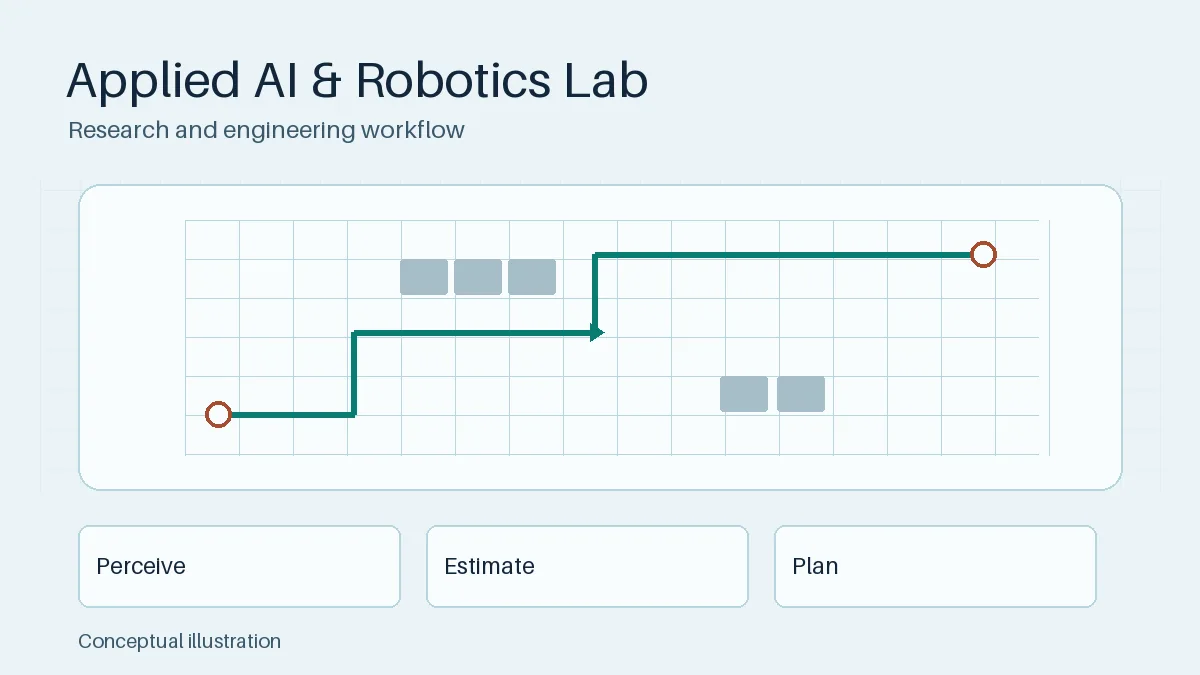 Applied AI & Robotics Lab
Research and engineering workflow
Perceive
Estimate
Plan
Conceptual illustration